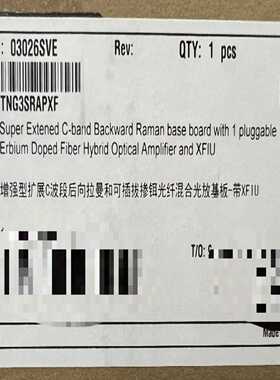 : 03026SVE Rev: QTY: 1 pcs
TNG3SRAPXF
Super Extened C-band Backward Raman base board with 1 pluggable
Erbium Doped Fiber Hybrid Optical Amplifier and XFIU
增强型扩展C波段后向拉曼和可插拔掺铒光纤混合光放基板-带XFIU
T/O: S
Made